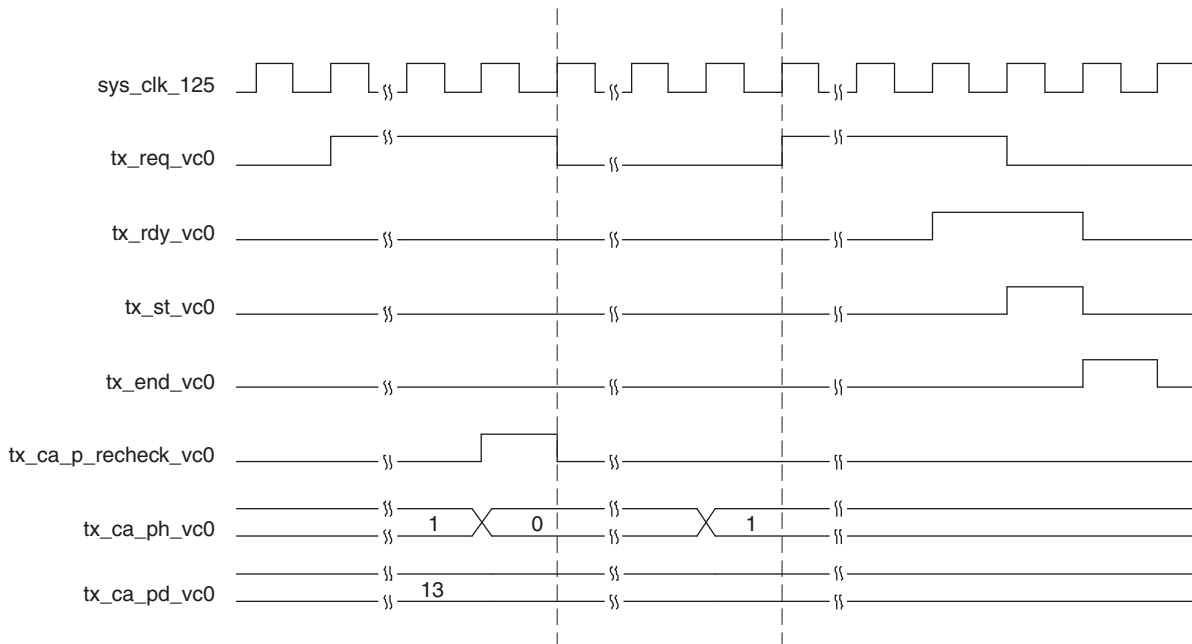 sys_clk_125
tx_req_vc0
tx_rdy_vc0
tx_st_vc0
tx_end_vc0
tx_ca_p_recheck_vc0
tx_ca_ph_vc0 1 0 1
tx_ca_pd_vc0 13